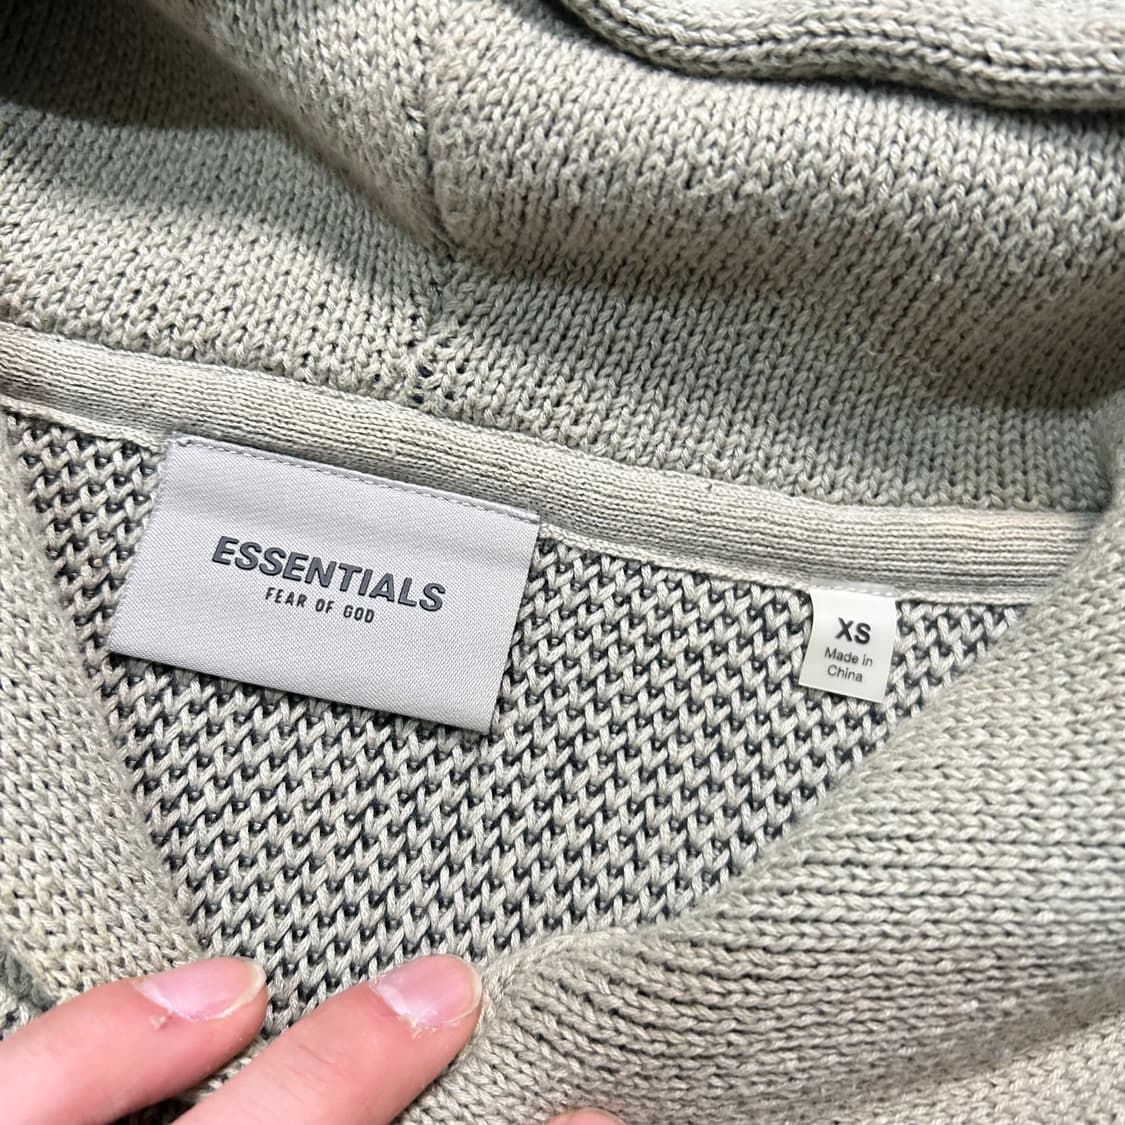 ESSENTIALS
FEAR OF GOD
XS
Made in
China